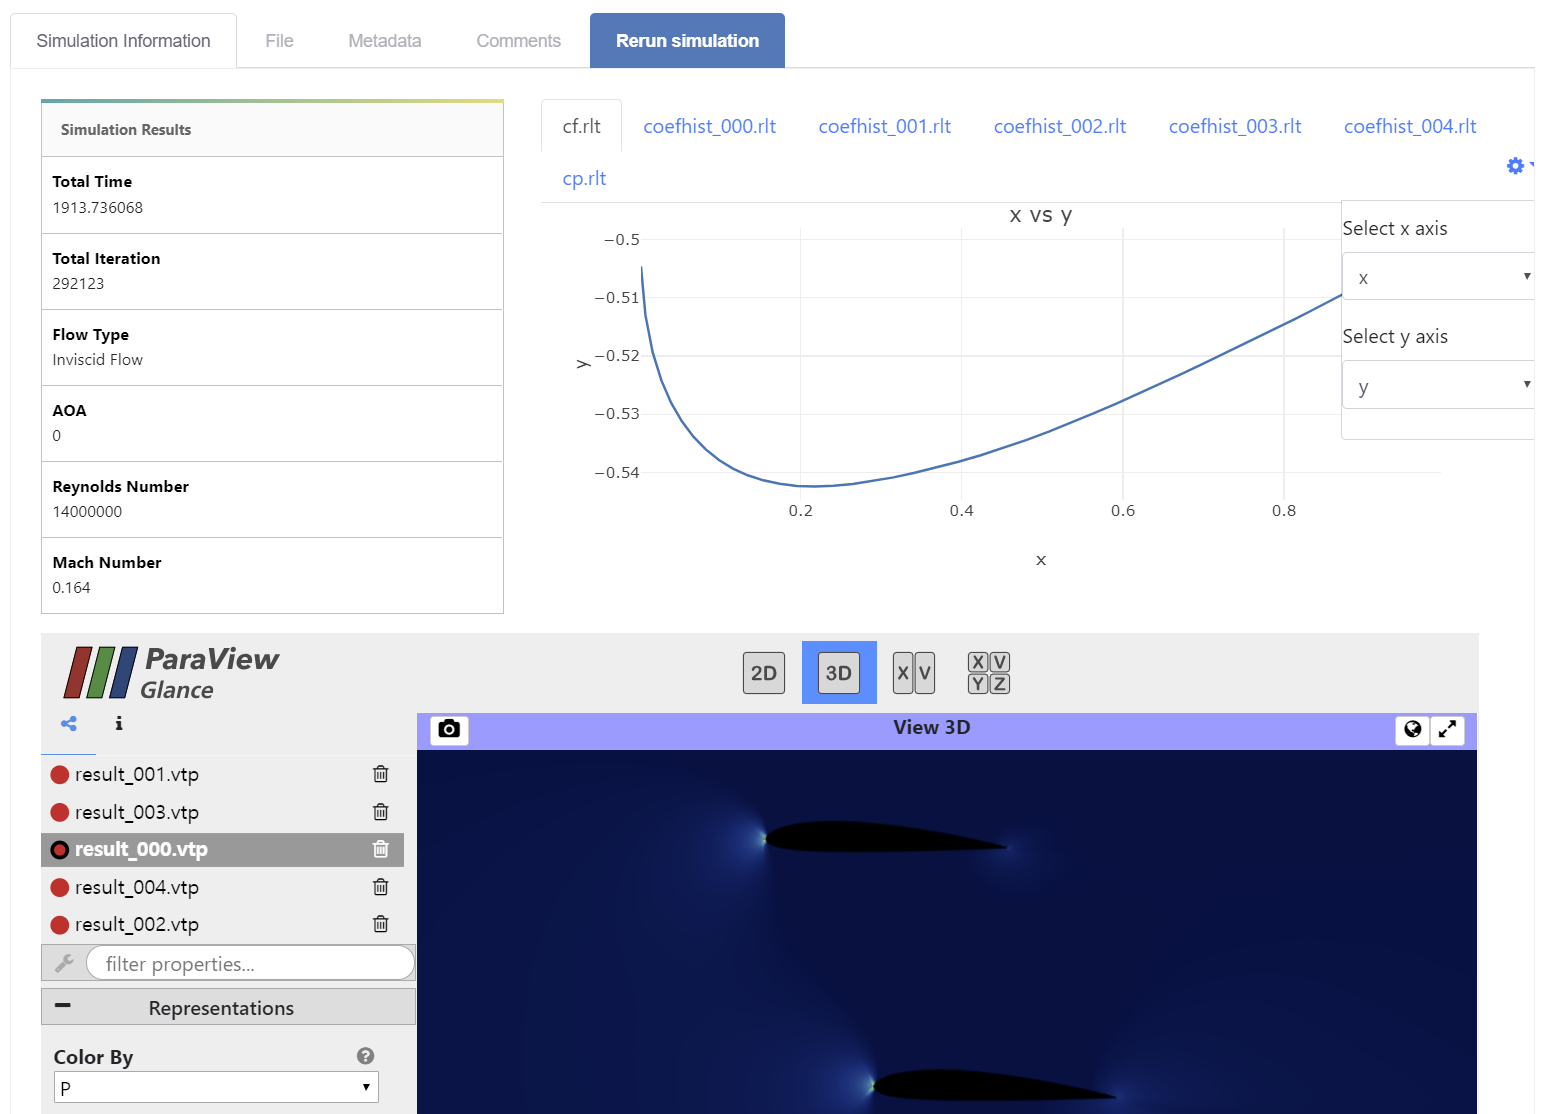 Simulation Information File Metadata Comments Rerun simulation
Simulation Results
Total Time
1913.736068
Total Iteration
292123
Flow Type
Inviscid Flow
AOA
0
Reynolds Number
14000000
Mach Number
0.164
cf.rlt coefhist_000.rlt coefhist_001.rlt coefhist_002.rlt coefhist_003.rlt coefhist_004.rlt
cp.rlt
x vs y
−0.5
−0.51
−0.52
−0.53
−0.54
y
0.2 0.4 0.6 0.8
x
Select x axis
x
Select y axis
y
ParaView
Glance
2D 3D X V X V
Y Z
i
View 3D
result_001.vtp
result_003.vtp
result_000.vtp
result_004.vtp
result_002.vtp
filter properties...
Representations
Color By ?
P